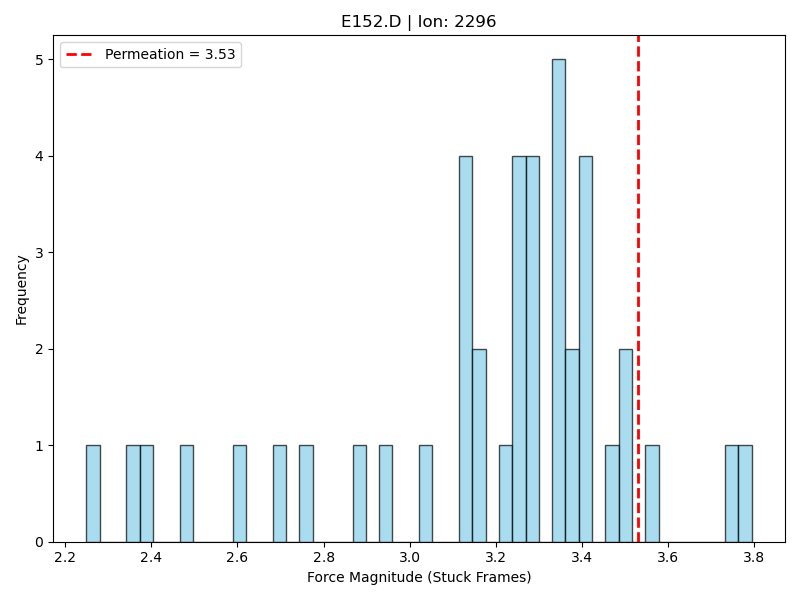 E152.D | Ion: 2296
Permeation = 3.53
Frequency
5
4
3
2
1
0
2.2 2.4 2.6 2.8 3.0 3.2 3.4 3.6 3.8
Force Magnitude (Stuck Frames)